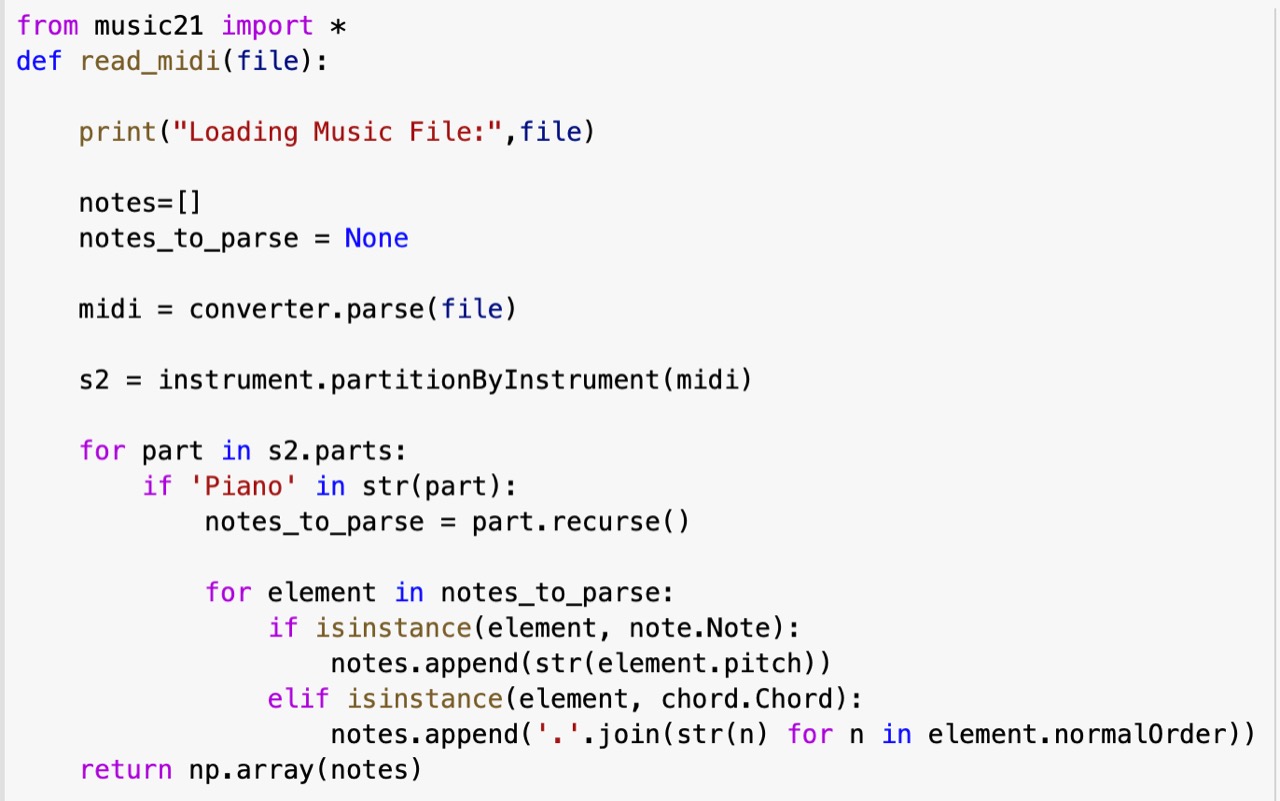 from music21 import *
def read_midi(file):
    print("Loading Music File:",file)
    notes=[]
    notes_to_parse = None
    midi = converter.parse(file)
    s2 = instrument.partitionByInstrument(midi)
    for part in s2.parts:
        if 'Piano' in str(part):
            notes_to_parse = part.recurse()
            for element in notes_to_parse:
                if isinstance(element, note.Note):
                    notes.append(str(element.pitch))
                elif isinstance(element, chord.Chord):
                    notes.append('.'.join(str(n) for n in element.normalOrder))
    return np.array(notes)